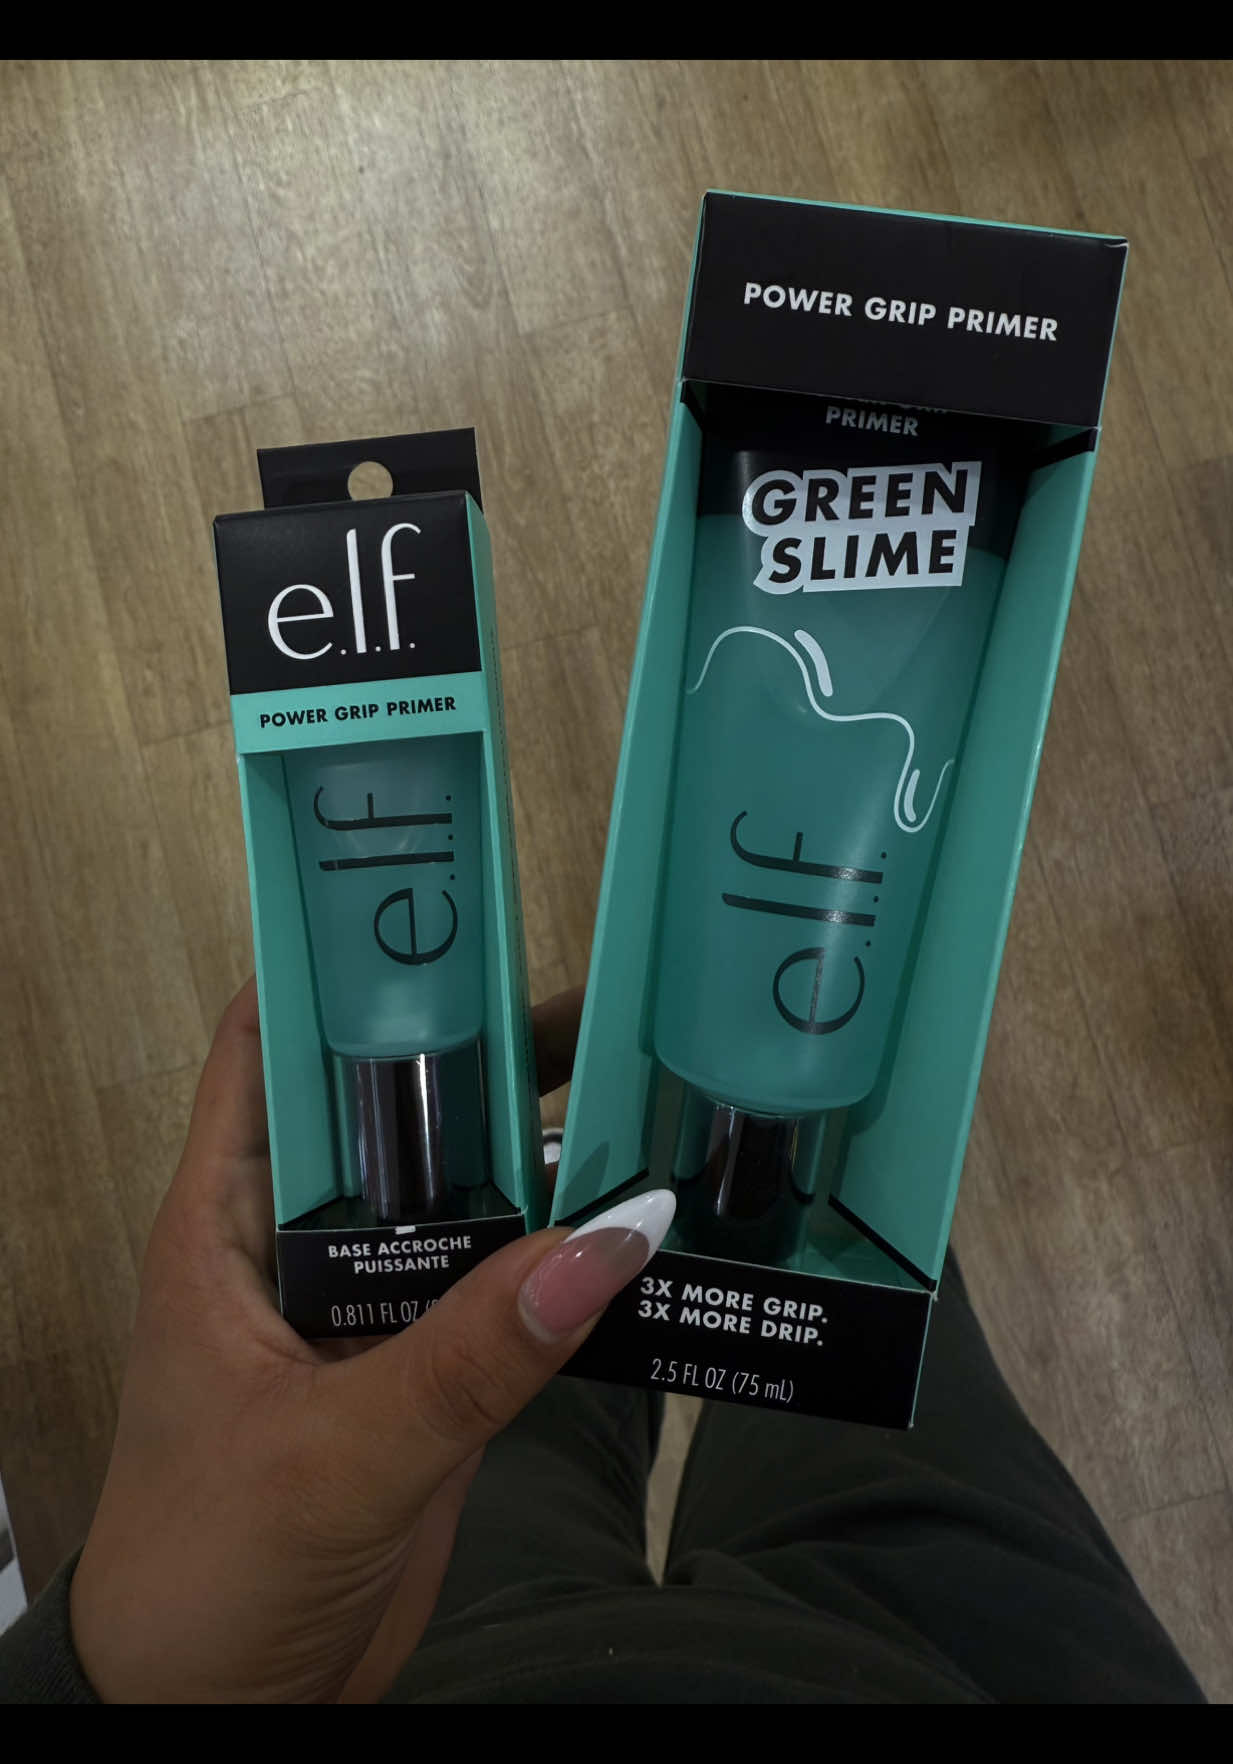 e.l.f.
POWER GRIP PRIMER
e.l.f.
BASE ACCROCHE
PUISSANTE
0.811 FL OZ
POWER GRIP PRIMER
PRIMER
GREEN
SLIME
e.l.f.
3X MORE GRIP.
3X MORE DRIP.
2.5 FL OZ (75 mL)